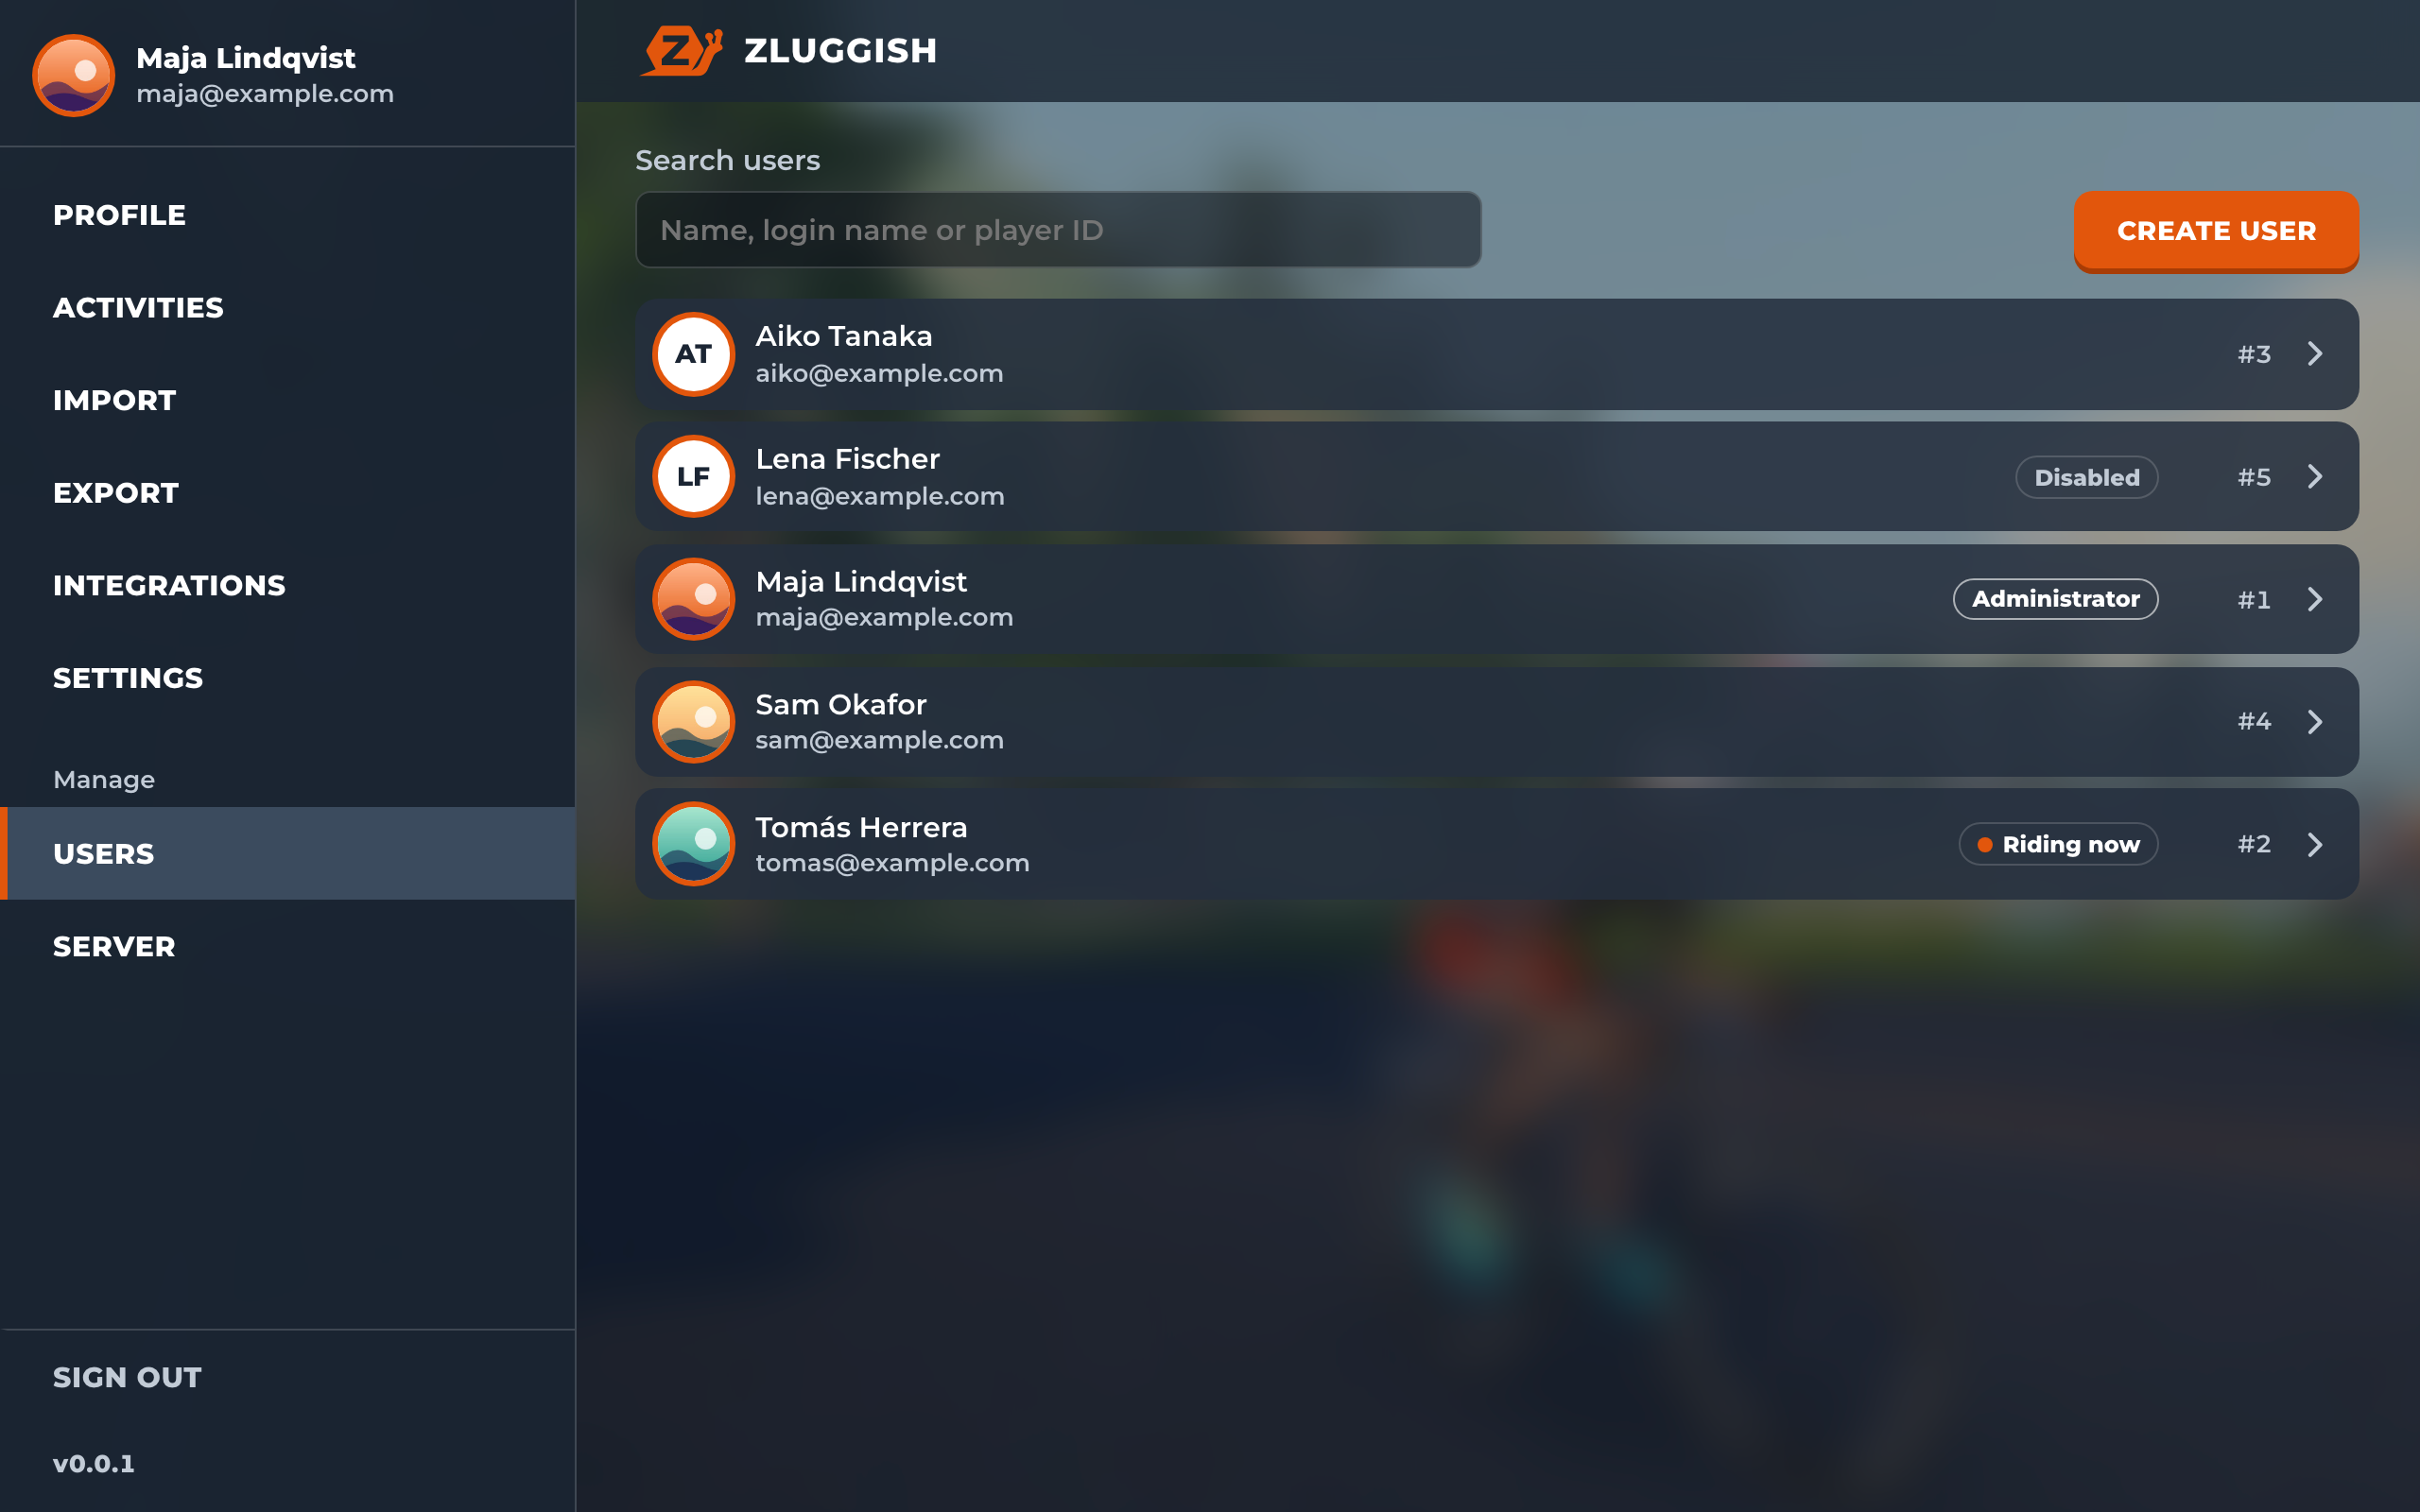 Maja Lindqvist
maja@example.com
PROFILE
ACTIVITIES
IMPORT
EXPORT
INTEGRATIONS
SETTINGS
Manage
USERS
SERVER
SIGN OUT
v0.0.1
Z ZLUGGISH
Search users
Name, login name or player ID
CREATE USER
AT Aiko Tanaka
aiko@example.com
#3
LF Lena Fischer
lena@example.com
Disabled #5
Maja Lindqvist
maja@example.com
Administrator #1
Sam Okafor
sam@example.com
#4
Tomás Herrera
tomas@example.com
Riding now #2